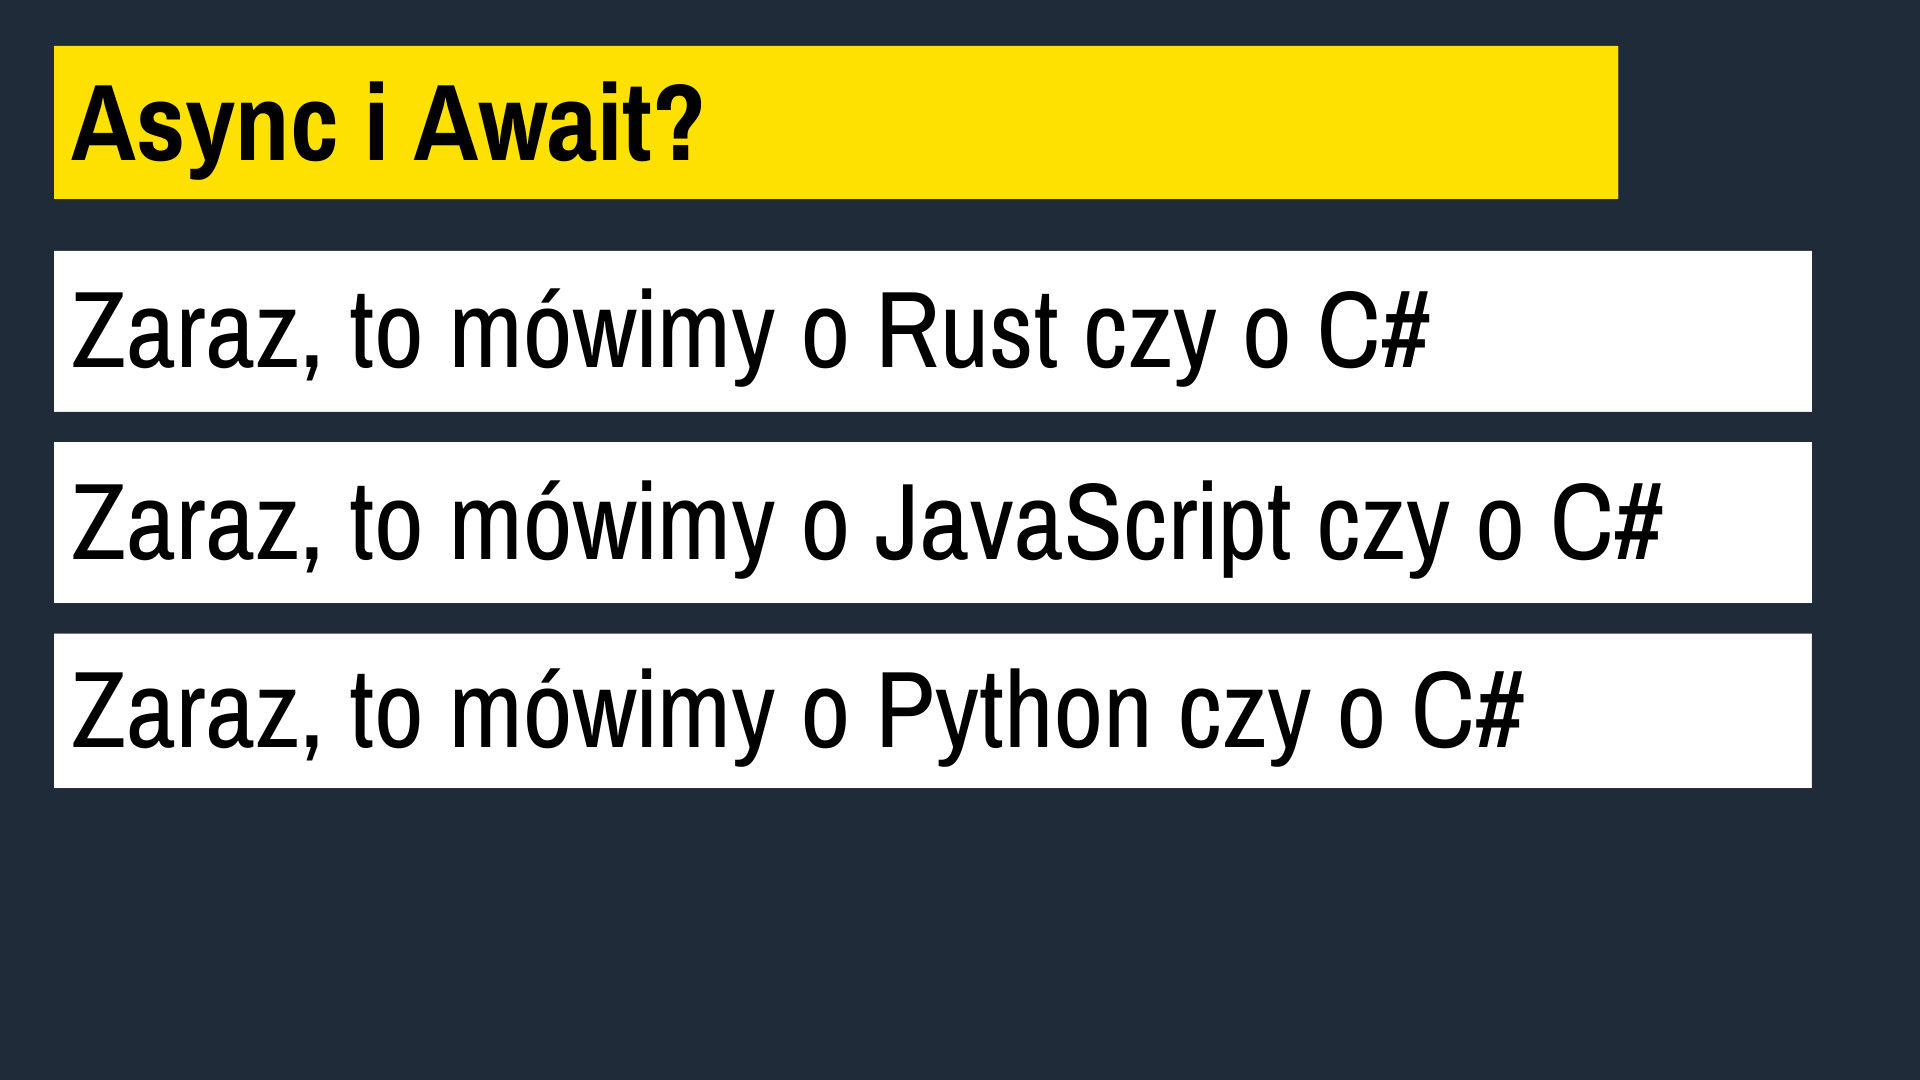 Async i Await?
Zaraz, to mówimy o Rust czy o C#
Zaraz, to mówimy o JavaScript czy o C#
Zaraz, to mówimy o Python czy o C#